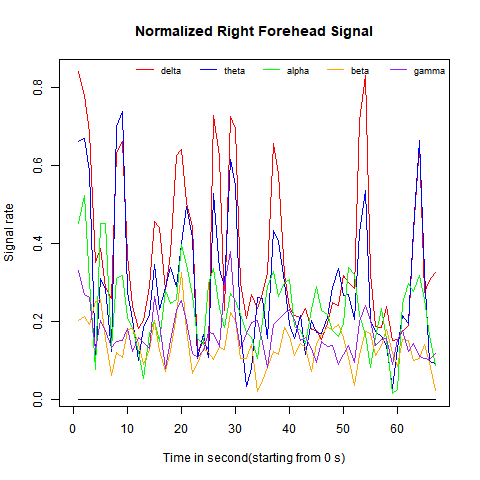 Normalized Right Forehead Signal
delta theta alpha beta gamma
Signal rate
0.0 0.2 0.4 0.6 0.8
0 10 20 30 40 50 60
Time in second(starting from 0 s)